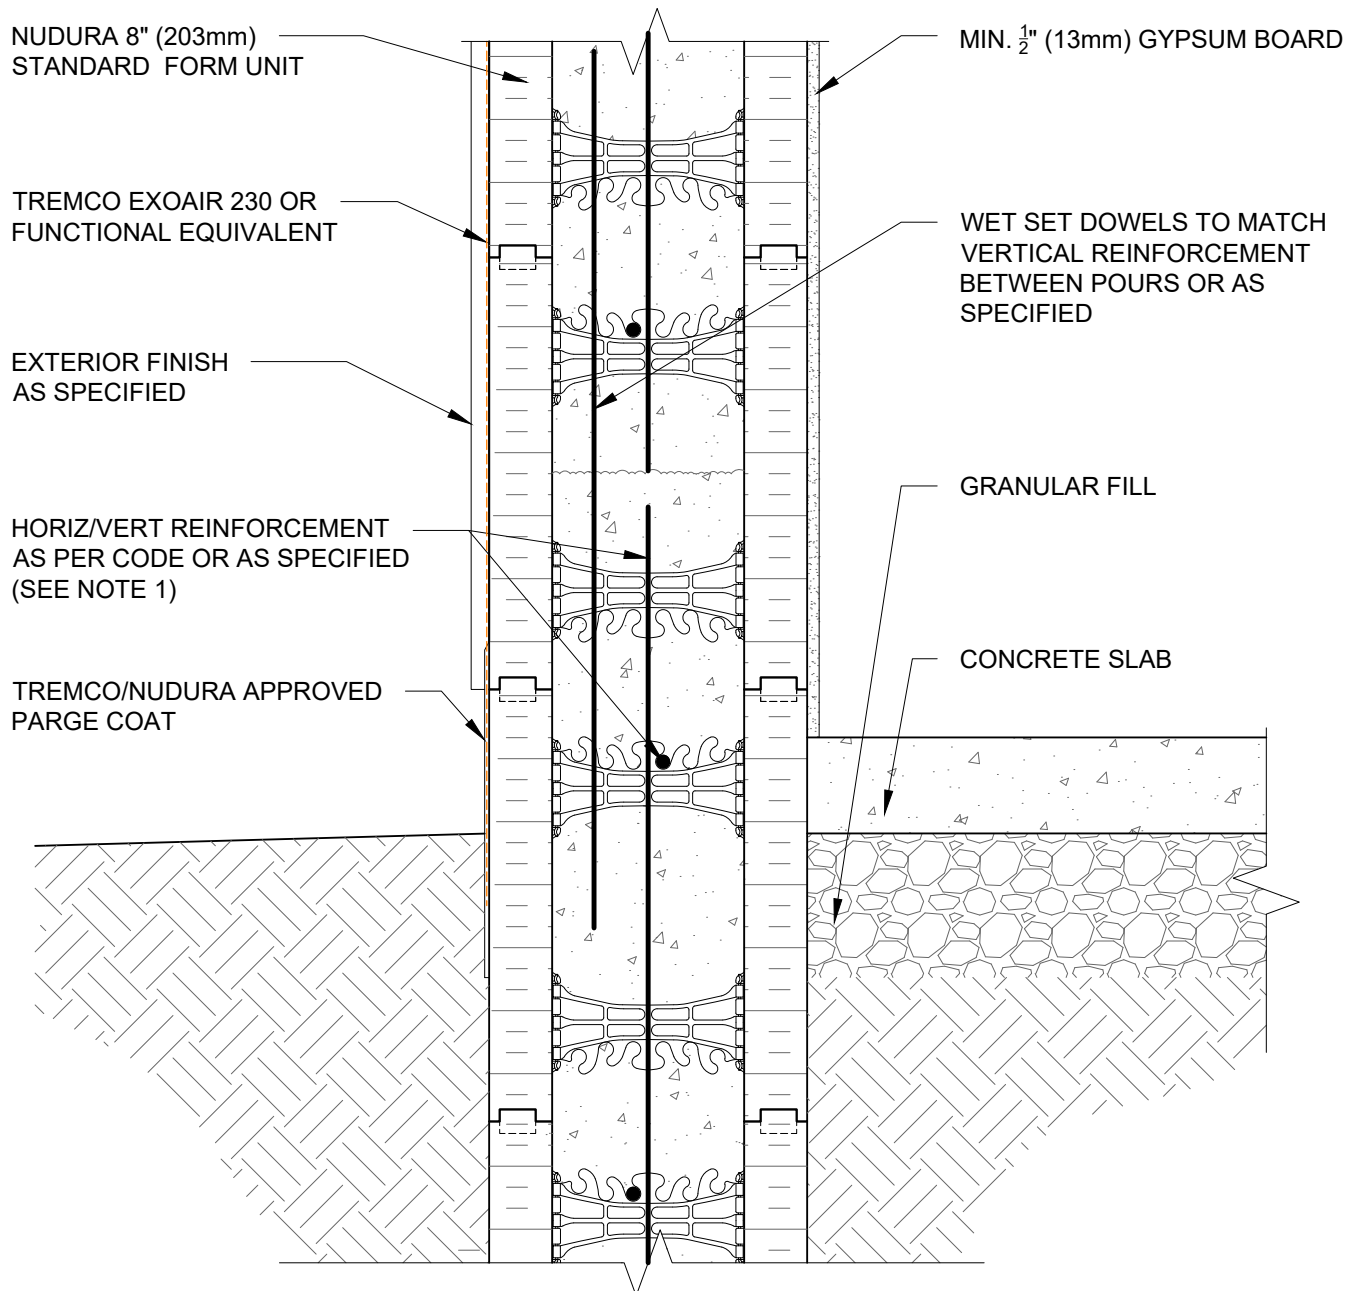 NUDURA 8" (203mm)
STANDARD FORM UNIT
TREMCO EXOAIR 230 OR
FUNCTIONAL EQUIVALENT
EXTERIOR FINISH
AS SPECIFIED
HORIZ/VERT REINFORCEMENT
AS PER CODE OR AS SPECIFIED
(SEE NOTE 1)
TREMCO/NUDURA APPROVED
PARGE COAT
MIN. 1/2" (13mm) GYPSUM BOARD
WET SET DOWELS TO MATCH
VERTICAL REINFORCEMENT
BETWEEN POURS OR AS
SPECIFIED
GRANULAR FILL
CONCRETE SLAB